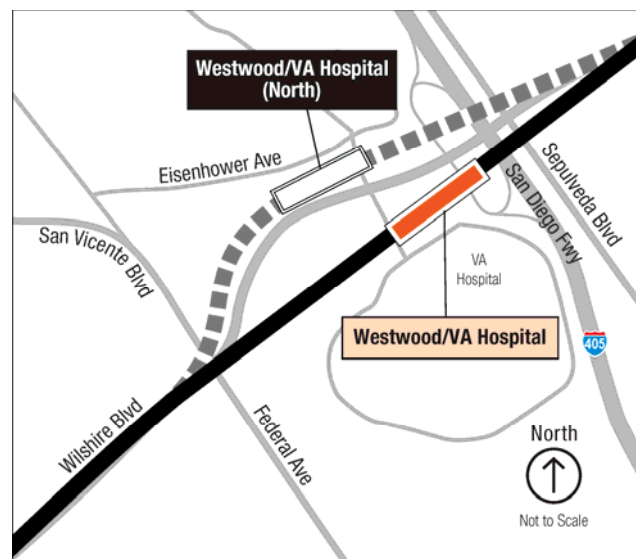 Westwood/VA Hospital
(North)
Eisenhower Ave
San Vicente Blvd
Sepulveda Blvd
San Diego Fwy
VA
Hospital
405
Westwood/VA Hospital
Wilshire Blvd
Federal Ave
North
Not to Scale